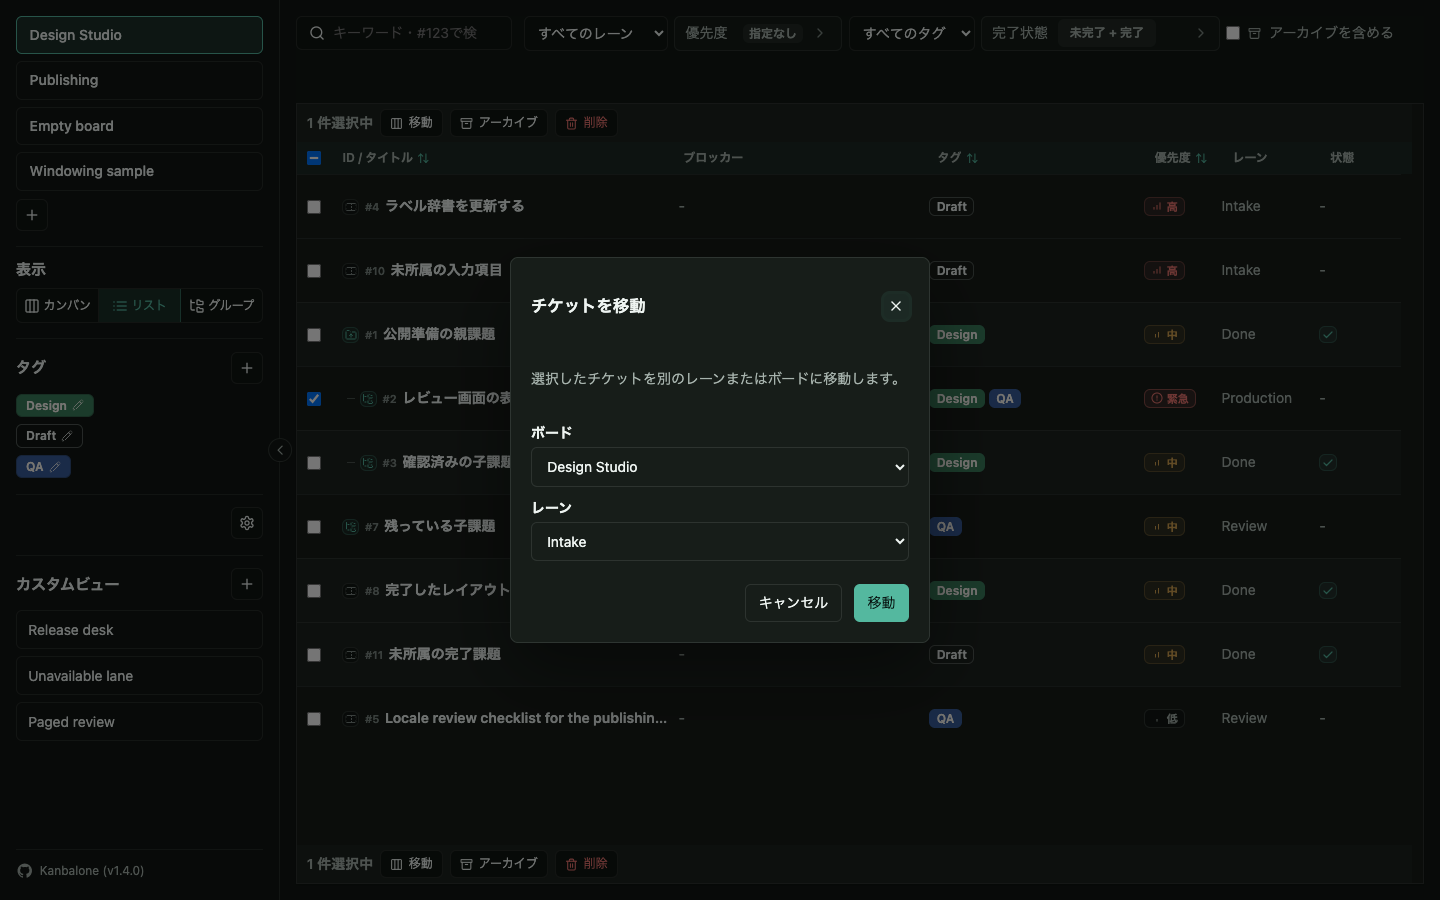 Design Studio
Publishing
Empty board
Windowing sample
表示
カンバン リスト グループ
タグ
Design
Draft
QA
カスタムビュー
Release desk
Unavailable lane
Paged review
Kanbalone (v1.4.0)
キーワード・#123で検 すべてのレーン 優先度 指定なし すべてのタグ 完了状態 未完了 + 完了 アーカイブを含める
1 件選択中 移動 アーカイブ 削除
ID / タイトル ブロッカー タグ 優先度 レーン 状態
#4 ラベル辞書を更新する - Draft 高 Intake -
#10 未所属の入力項目 Draft 高 Intake -
#1 公開準備の親課題 Design 中 Done
#2 レビュー画面の表 Design QA 緊急 Production -
#3 確認済みの子課題 Design 中 Done
#7 残っている子課題 QA 中 Review -
#8 完了したレイアウト Design 中 Done
#11 未所属の完了課題 - Draft 中 Done
#5 Locale review checklist for the publishin... - QA 低 Review -
1 件選択中 移動 アーカイブ 削除
チケットを移動
選択したチケットを別のレーンまたはボードに移動します。
ボード
Design Studio
レーン
Intake
キャンセル 移動